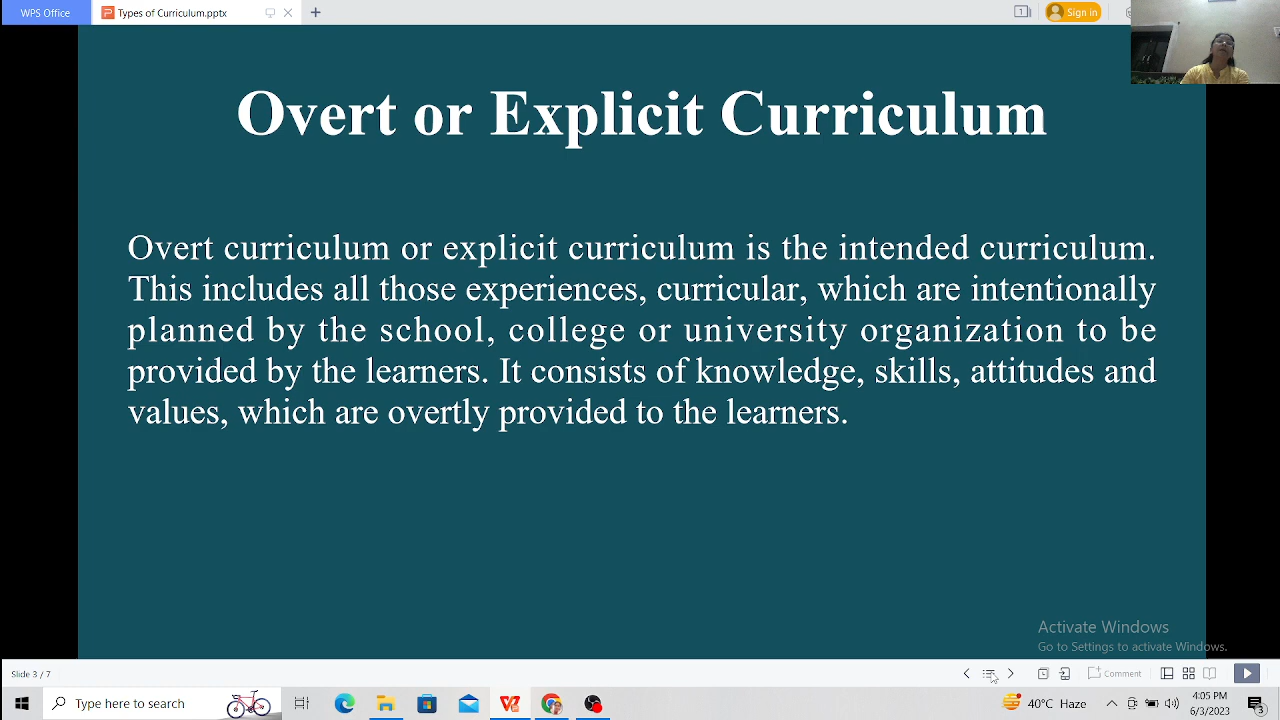 WPS Office
Types of Curriculum.pptx
1
Sign in
Overt or Explicit Curriculum
Overt curriculum or explicit curriculum is the intended curriculum.
This includes all those experiences, curricular, which are intentionally
planned by the school, college or university organization to be
provided by the learners. It consists of knowledge, skills, attitudes and
values, which are overtly provided to the learners.
Activate Windows
Go to Settings to activate Windows.
Slide 3 / 7
Comment
Type here to search
40°C Haze
4:05 PM
6/3/2023
3